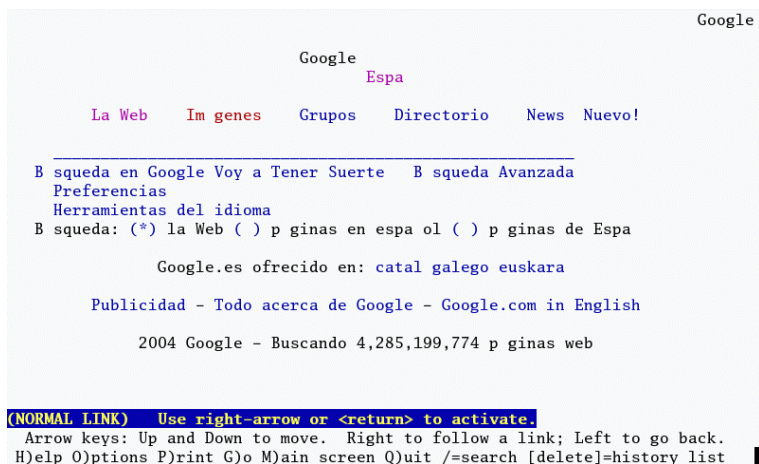 Google
Google
Espa
La Web Im genes Grupos Directorio News Nuevo!
B squeda en Google Voy a Tener Suerte B squeda Avanzada
Preferencias
Herramientas del idioma
B squeda: (*) la Web ( ) p ginas en espa ol ( ) p ginas de Espa
Google.es ofrecido en: catal galego euskara
Publicidad - Todo acerca de Google - Google.com in English
2004 Google - Buscando 4,285,199,774 p ginas web
(NORMAL LINK) Use right-arrow or <return> to activate.
Arrow keys: Up and Down to move. Right to follow a link; Left to go back.
H)elp O)ptions P)rint G)o M)ain screen Q)uit /=search [delete]=history list